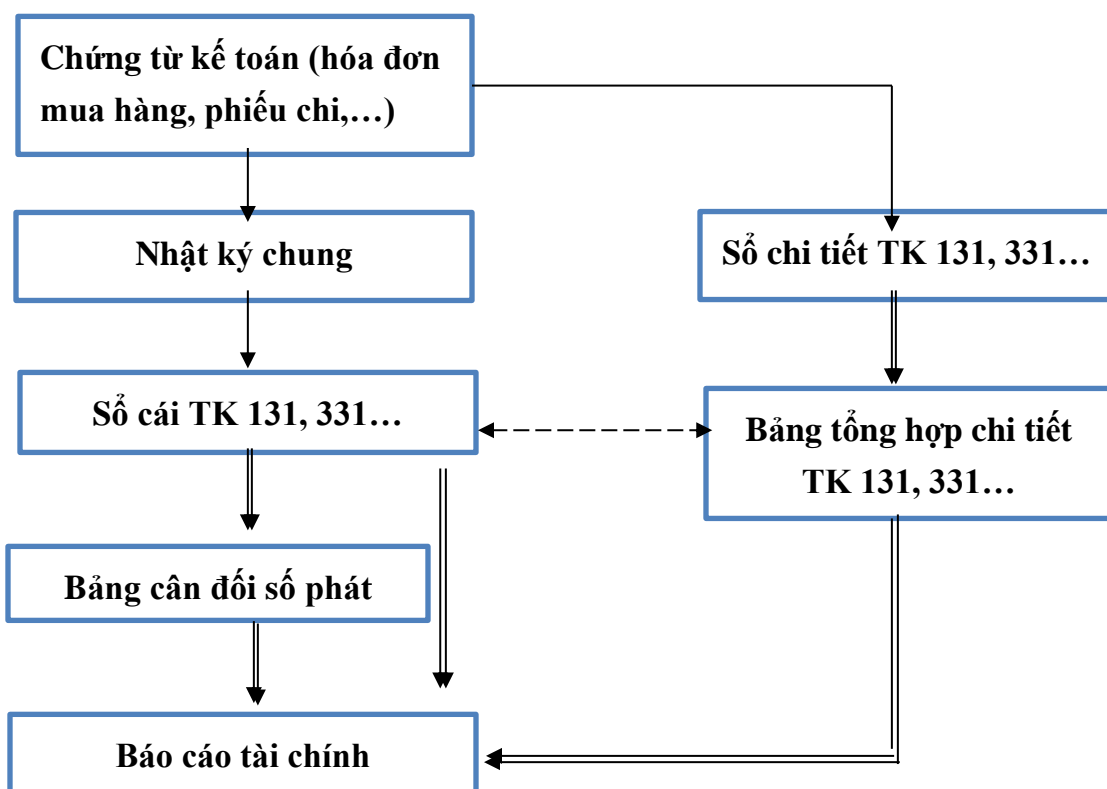 Chứng từ kế toán (hóa đơn
mua hàng, phiếu chi,…)
Nhật ký chung
Sổ chi tiết TK 131, 331…
Sổ cái TK 131, 331…
Bảng tổng hợp chi tiết
TK 131, 331…
Bảng cân đối số phát
Báo cáo tài chính